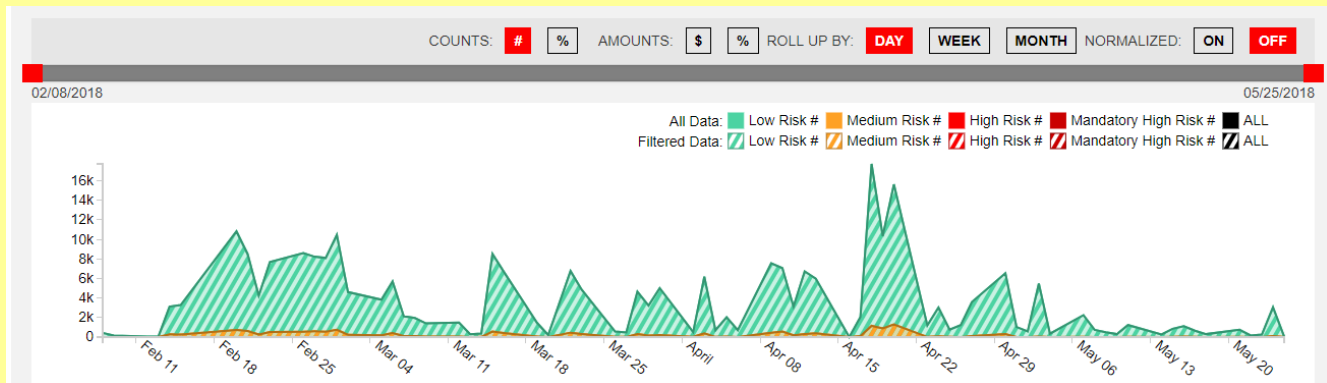 COUNTS: # % AMOUNTS: $ % ROLL UP BY: DAY WEEK MONTH NORMALIZED: ON OFF
02/08/2018 05/25/2018
All Data: Low Risk # Medium Risk # High Risk # Mandatory High Risk # ALL
Filtered Data: Low Risk # Medium Risk # High Risk # Mandatory High Risk # ALL
16k
14k
12k
10k
8k
6k
4k
2k
0
Feb 11 Feb 18 Feb 25 Mar 04 Mar 11 Mar 18 Mar 25 April Apr 08 Apr 15 Apr 22 Apr 29 May 06 May 13 May 20